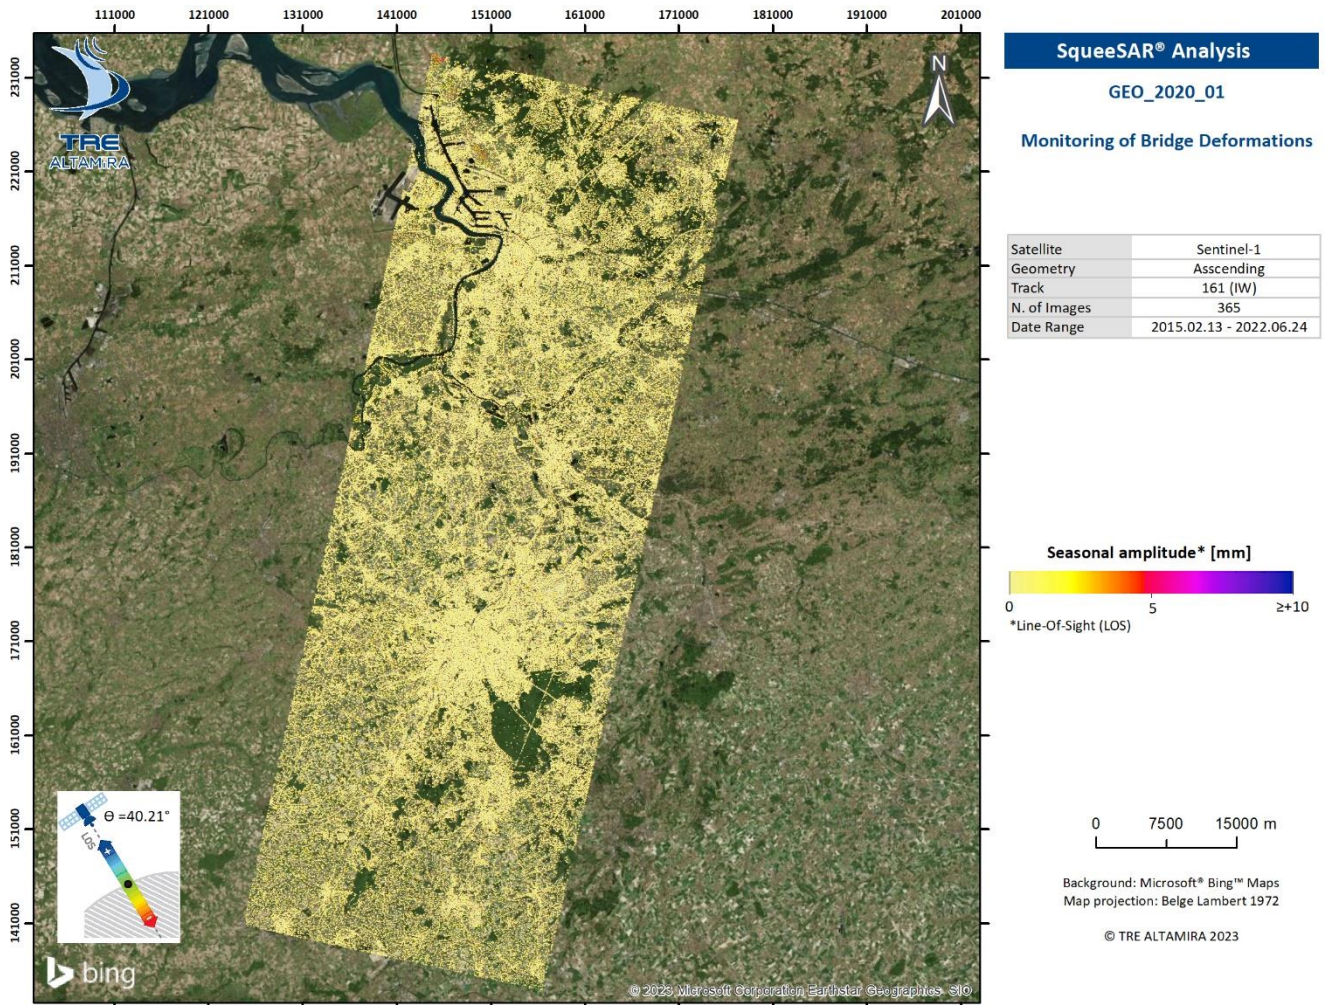 111000 121000 131000 141000 151000 161000 171000 181000 191000 201000
231000
221000
211000
201000
191000
181000
171000
161000
151000
141000
TRE
ALTAMIRA
N
Θ =40.21°
LOS
+
-
bing
© 2023 Microsoft Corporation Earthstar Geographics SIO
SqueeSAR® Analysis
GEO_2020_01
Monitoring of Bridge Deformations
Satellite Sentinel-1
Geometry Asscending
Track 161 (IW)
N. of Images 365
Date Range 2015.02.13 - 2022.06.24
Seasonal amplitude* [mm]
0 5 ≥+10
*Line-Of-Sight (LOS)
0 7500 15000 m
Background: Microsoft® Bing™ Maps
Map projection: Belge Lambert 1972
© TRE ALTAMIRA 2023